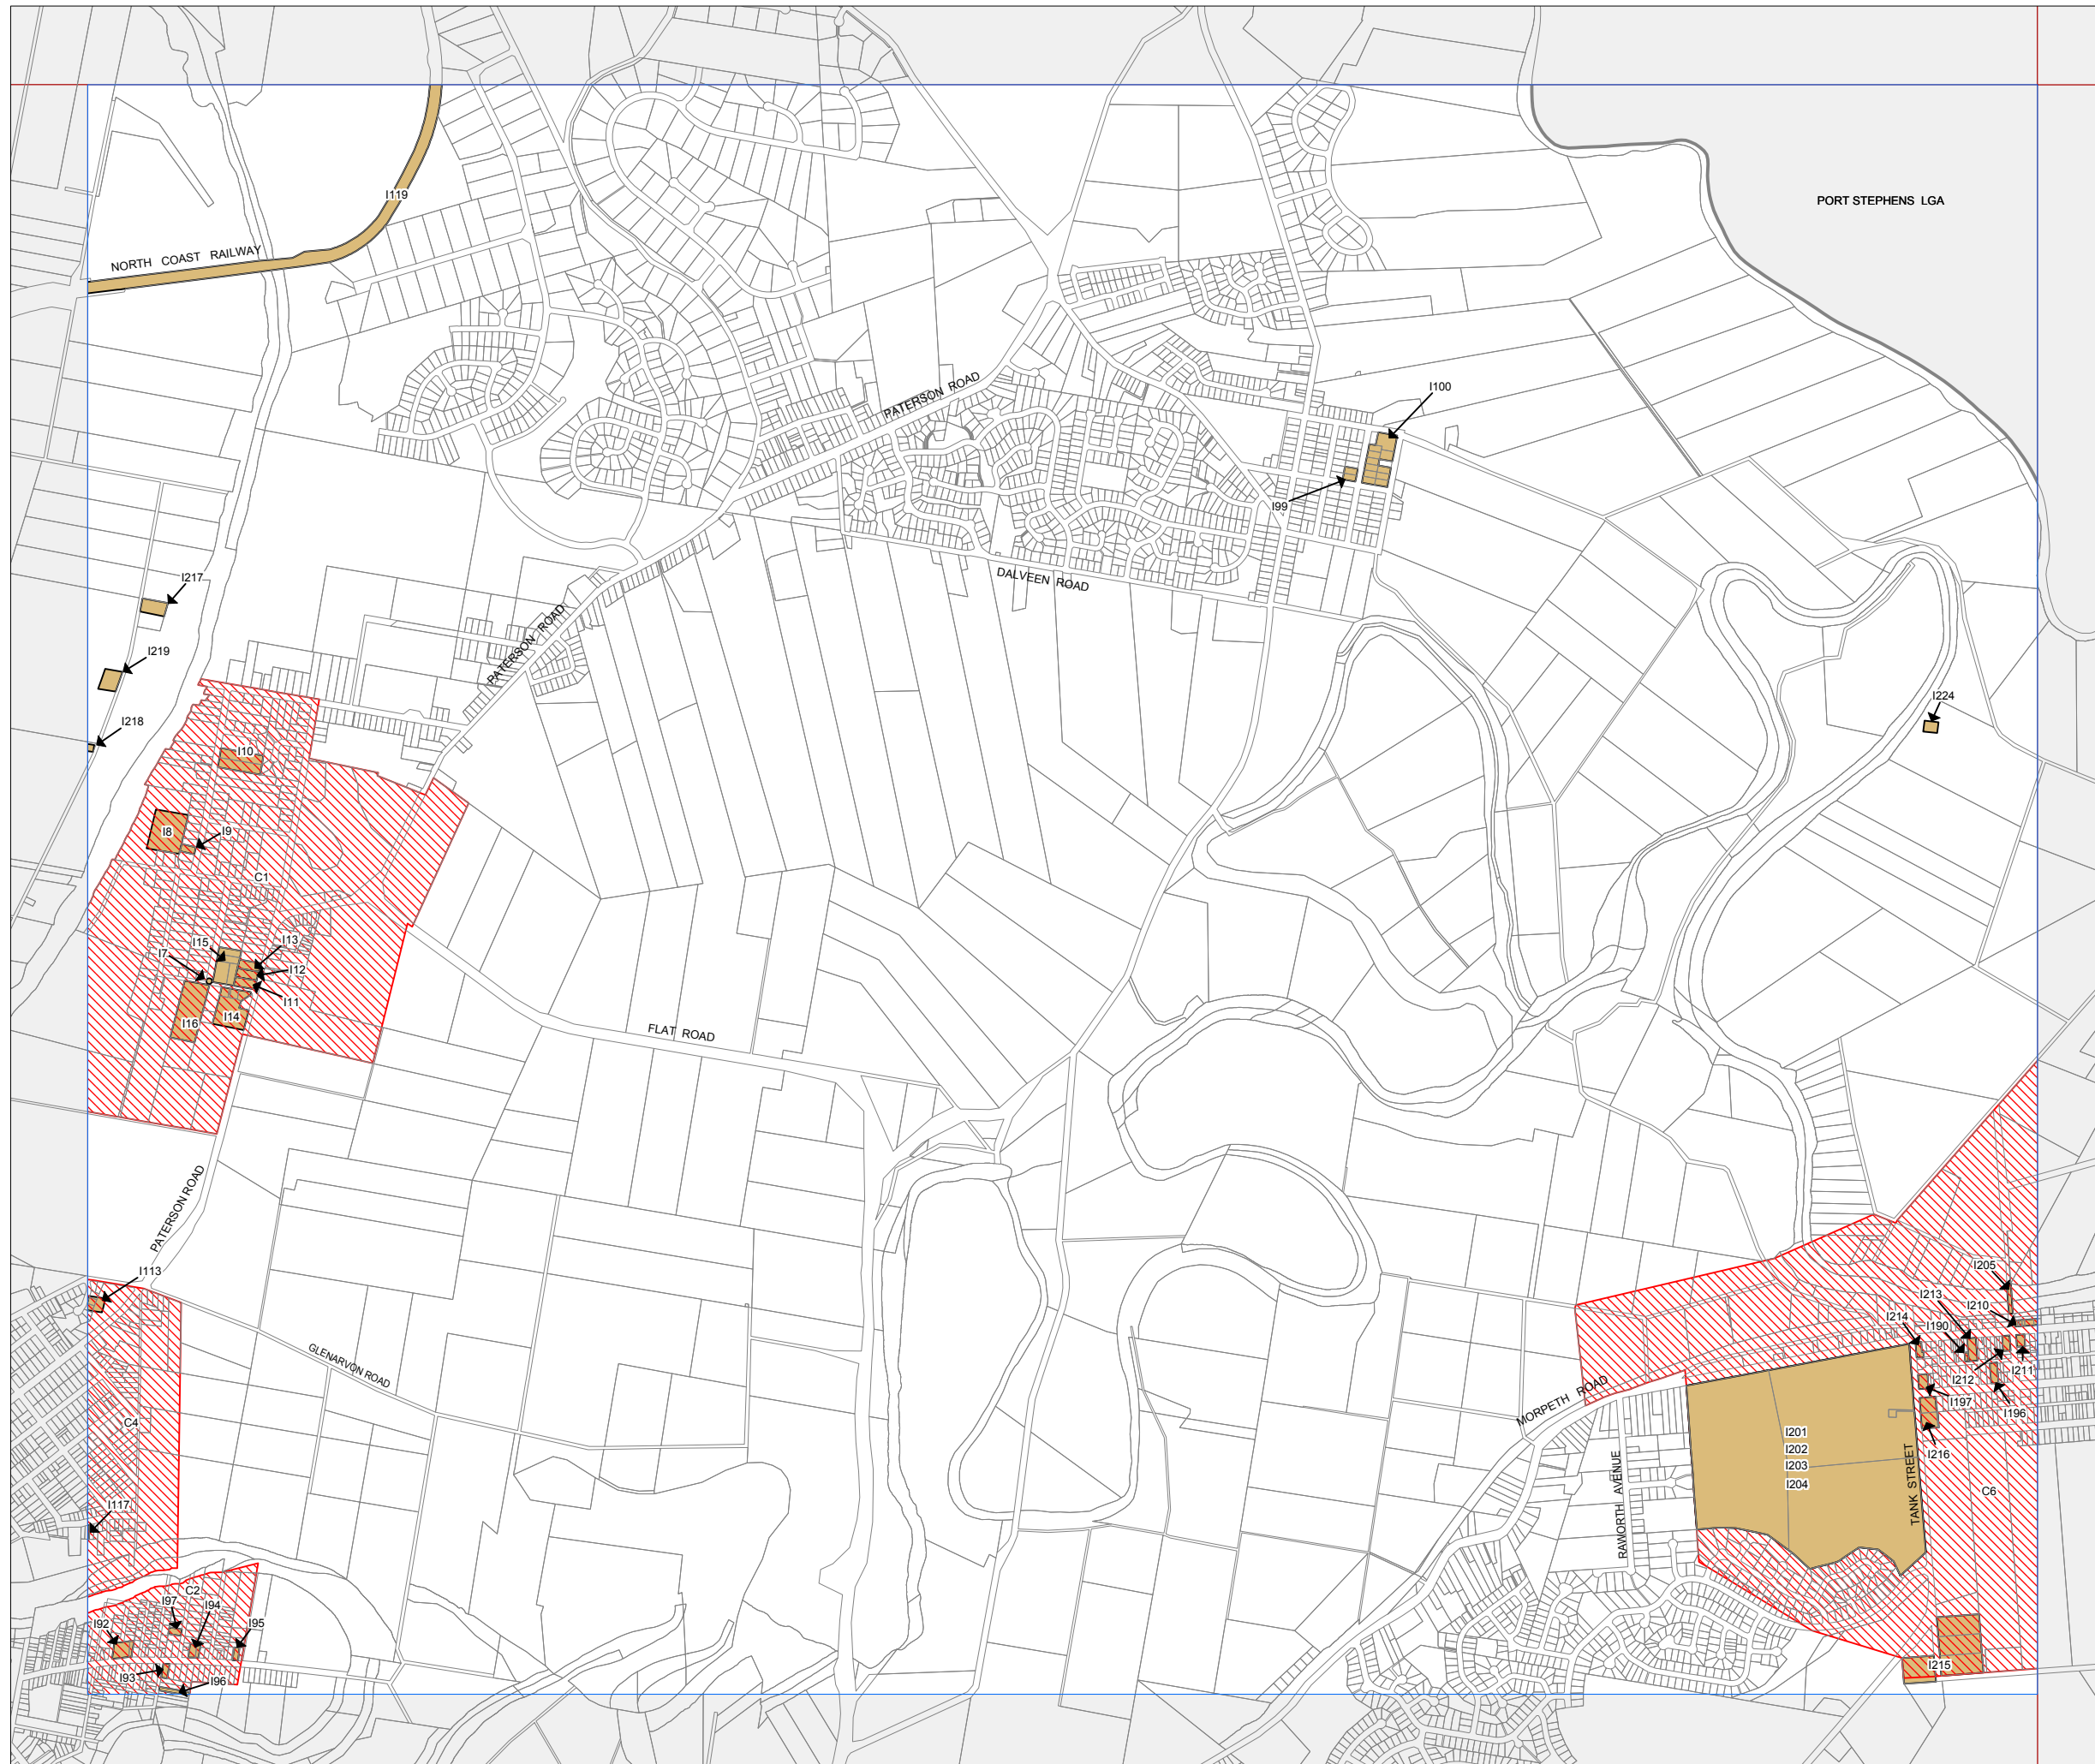 PORT STEPHENS LGA
I119
NORTH COAST RAILWAY
PATERSON ROAD
I100
I99
DALVEEN ROAD
I217
PATERSON ROAD
I219
I224
I218
I10
I8
I9
C1
I15
I13
I7
I12
I11
I16
I14
FLAT ROAD
PATERSON ROAD
I113
I205
I213
I210
I214
I190
GLENARVON ROAD
I211
I212
MORPETH ROAD
I197
I196
C4
I201
I202
I203
I204
I216
TANK STREET
RAWORTH AVENUE
C6
I117
C2
I97
I94
I92
I95
I93
I96
I215